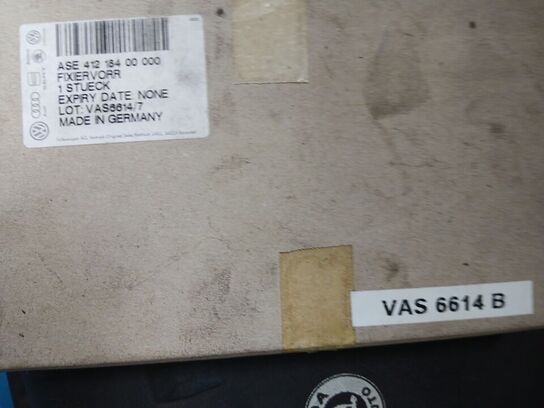 ASE 412 184 00 000
FIXIERVORR
1 STUECK
EXPIRY DATE: NONE
LOT: VAS6614/7
MADE IN GERMANY
VAS 6614 B